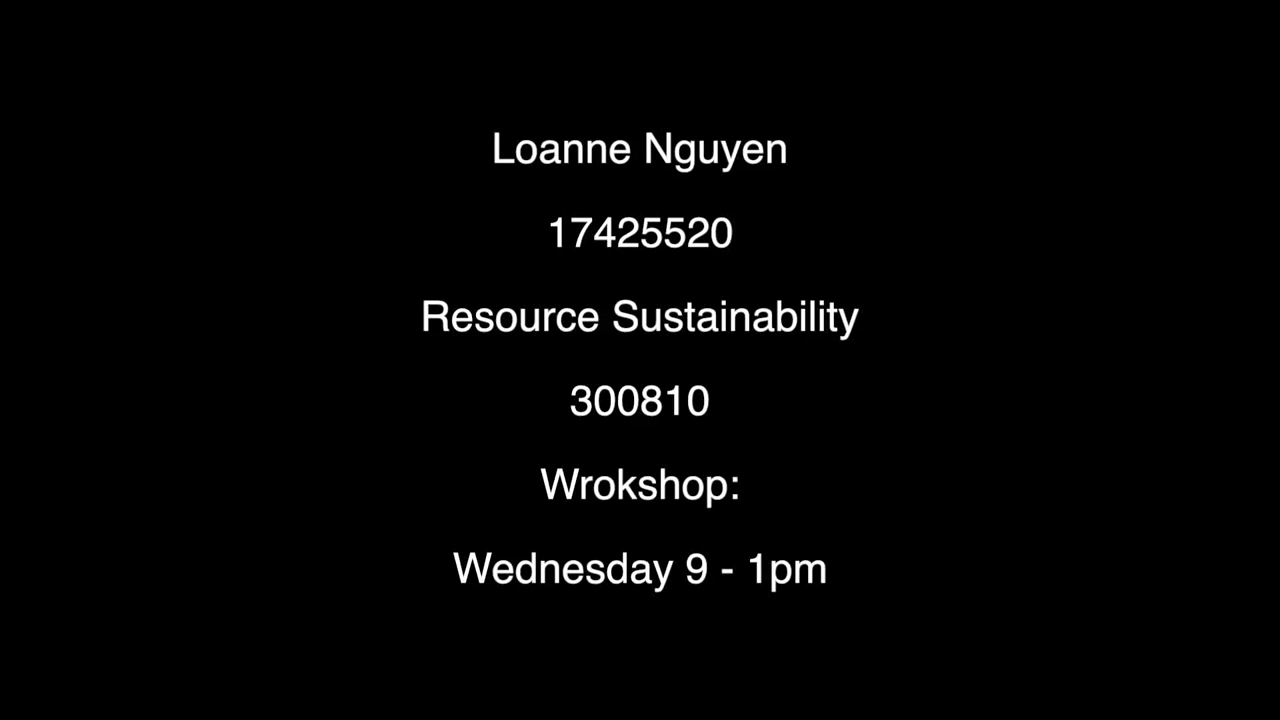 Loanne Nguyen
17425520
Resource Sustainability
300810
Wrokshop:
Wednesday 9 - 1pm